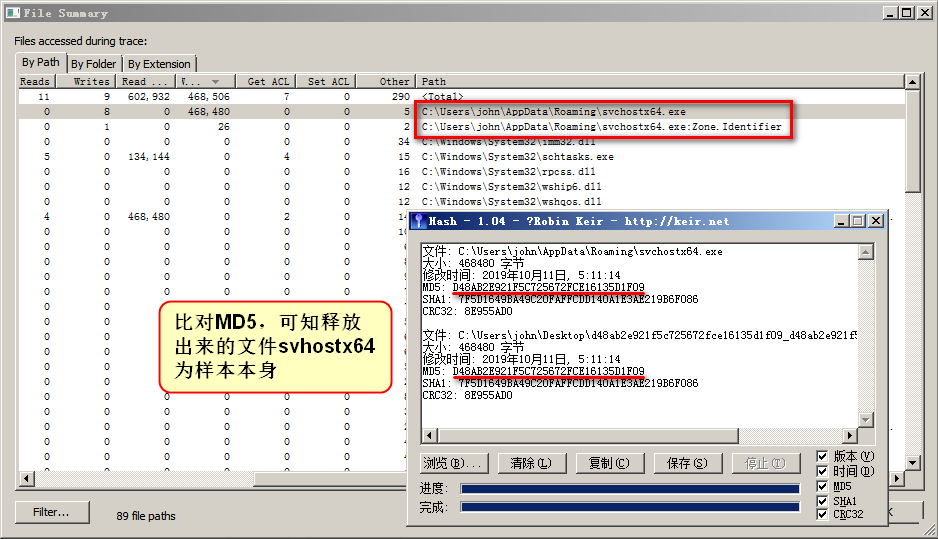 File Summary
Files accessed during trace:
By Path By Folder By Extension
Reads Writes Read ... W... Get ACL Set ACL Other Path
11 9 602,932 468,506 7 0 290 <Total>
0 8 0 468,480 0 0 5 C:\Users\john\AppData\Roaming\svchostx64.exe
0 1 0 26 0 0 2 C:\Users\john\AppData\Roaming\svchostx64.exe:Zone.Identifier
0 0 0 0 0 0 34 C:\Windows\System32\imm32.dll
5 0 134,144 0 4 0 15 C:\Windows\System32\schtasks.exe
0 0 0 0 0 0 16 C:\Windows\System32\rpcss.dll
0 0 0 0 0 0 12 C:\Windows\System32\wship6.dll
0 0 0 0 0 0 12 C:\Windows\System32\wshqos.dll
4 0 468,480 0 2 0
Hash - 1.04 - ?Robin Keir - http://keir.net
文件: C:\Users\john\AppData\Roaming\svchostx64.exe
大小: 468480 字节
修改时间: 2019年10月11日, 5:11:14
MD5: D48AB2E921F5C725672FCE16135D1F09
SHA1: 7F5D1649BA49C20FAFFCDD140A1E3AE219B6F086
CRC32: 8E955AD0
文件: C:\Users\john\Desktop\d48ab2e921f5c725672fce16135d1f09_d48ab2e921f5
大小: 468480 字节
修改时间: 2019年10月11日, 5:11:14
MD5: D48AB2E921F5C725672FCE16135D1F09
SHA1: 7F5D1649BA49C20FAFFCDD140A1E3AE219B6F086
CRC32: 8E955AD0
比对MD5，可知释放
出来的文件svhostx64
为样本本身
浏览(B)... 清除(L) 复制(C) 保存(S) 停止(T)
版本(V)
时间(D)
MD5
SHA1
CRC32
进度:
完成:
Filter... 89 file paths